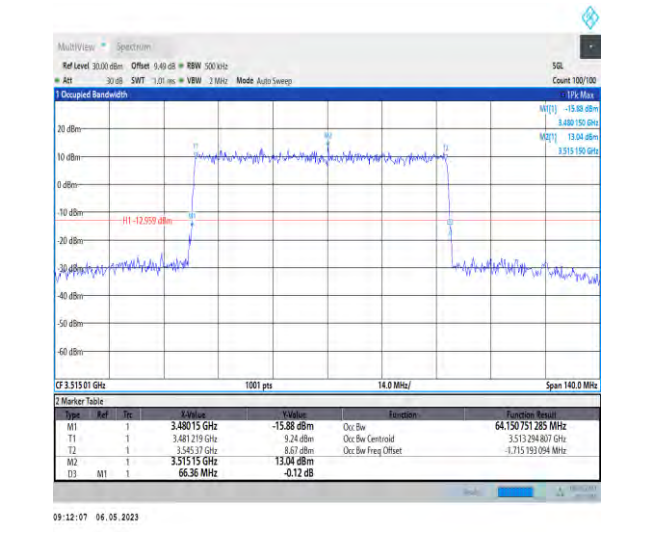 MultiView Spectrum
Ref Level 30.00 dBm Offset 9.49 dB RBW 500 kHz SGL
Att 30 dB SWT 1.01 ms VBW 2 MHz Mode Auto Sweep Count 100/100
1 Occupied Bandwidth 1Pk Max
M1[1] -15.88 dBm
3.480 150 GHz
M2[1] 13.04 dBm
3.515 150 GHz
20 dBm
10 dBm
0 dBm
-10 dBm
H1 -12.959 dBm
-20 dBm
-30 dBm
-40 dBm
-50 dBm
-60 dBm
T1
M2
T2
M1
D3
CF 3.515 01 GHz 1001 pts 14.0 MHz/ Span 140.0 MHz
2 Marker Table
Type Ref Trc X-Value Y-Value Function Function Result
M1 1 3.48015 GHz -15.88 dBm Occ Bw 64.150 751 285 MHz
T1 1 3.481 219 GHz 9.24 dBm Occ Bw Centroid 3.513 294 807 GHz
T2 1 3.545 37 GHz 8.67 dBm Occ Bw Freq Offset -1.715 193 094 MHz
M2 1 3.51515 GHz 13.04 dBm
D3 M1 1 66.36 MHz -0.12 dB
09:12:07 06.05.2023